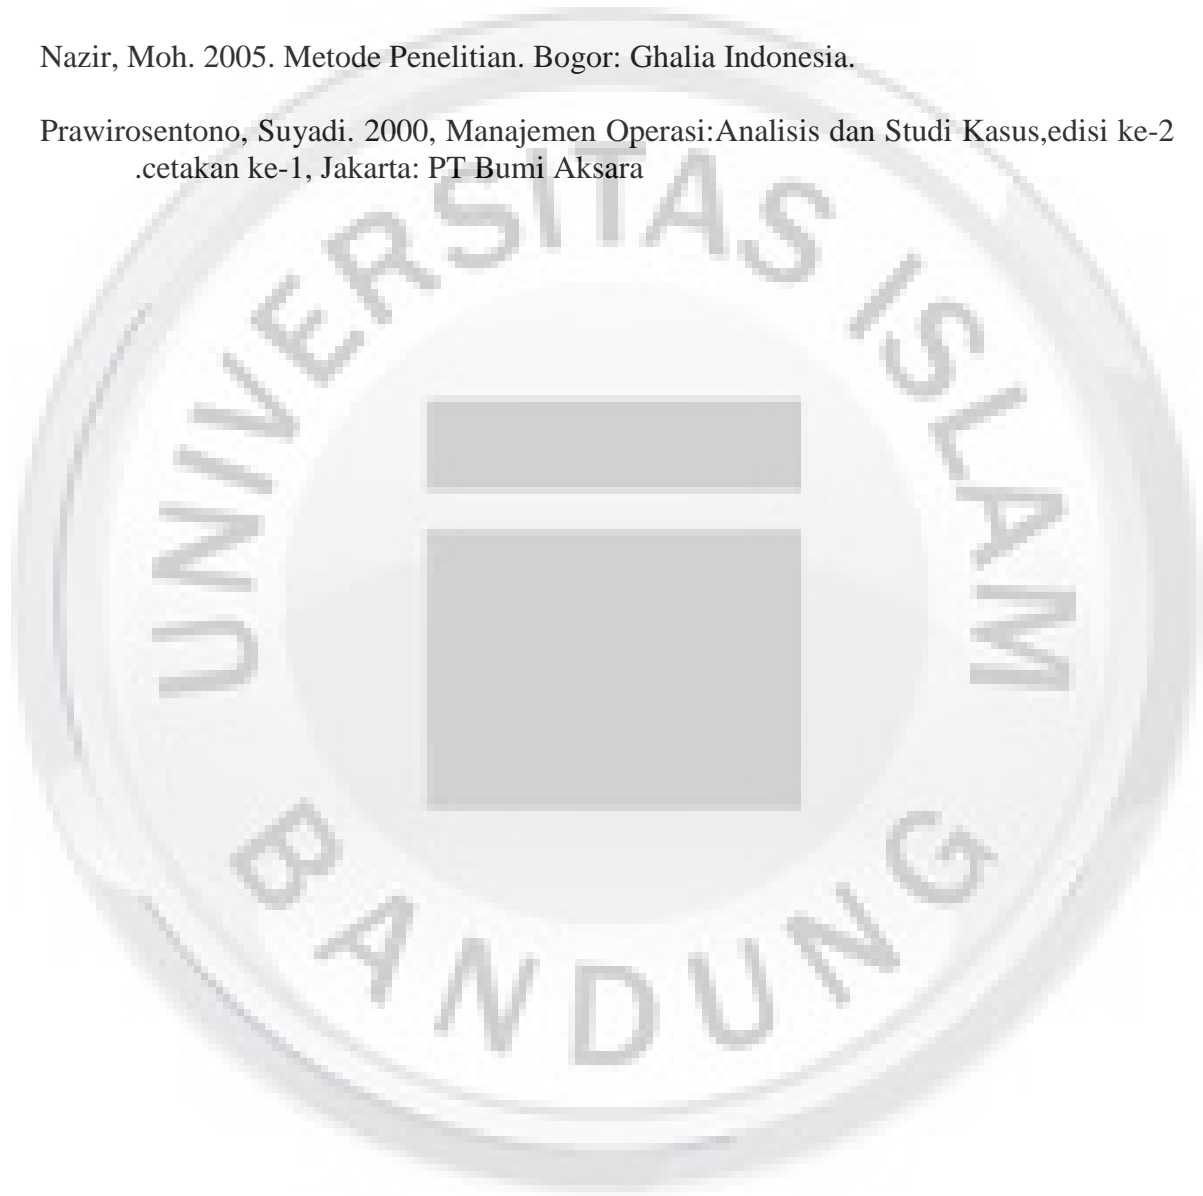 Nazir, Moh. 2005. Metode Penelitian. Bogor: Ghalia Indonesia.
Prawirosentono, Suyadi. 2000, Manajemen Operasi:Analisis dan Studi Kasus,edisi ke-2
.cetakan ke-1, Jakarta: PT Bumi Aksara
UNIVERSITAS ISLAM
BANDUNG